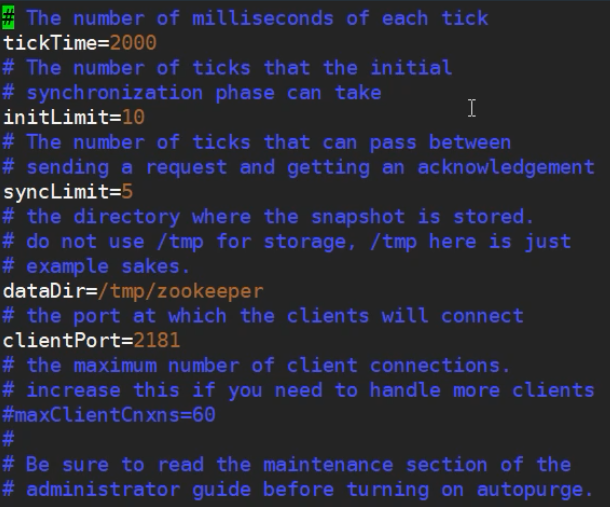 # The number of milliseconds of each tick
tickTime=2000
# The number of ticks that the initial
# synchronization phase can take
initLimit=10
# The number of ticks that can pass between
# sending a request and getting an acknowledgement
syncLimit=5
# the directory where the snapshot is stored.
# do not use /tmp for storage, /tmp here is just
# example sakes.
dataDir=/tmp/zookeeper
# the port at which the clients will connect
clientPort=2181
# the maximum number of client connections.
# increase this if you need to handle more clients
#maxClientCnxns=60
#
# Be sure to read the maintenance section of the
# administrator guide before turning on autopurge.